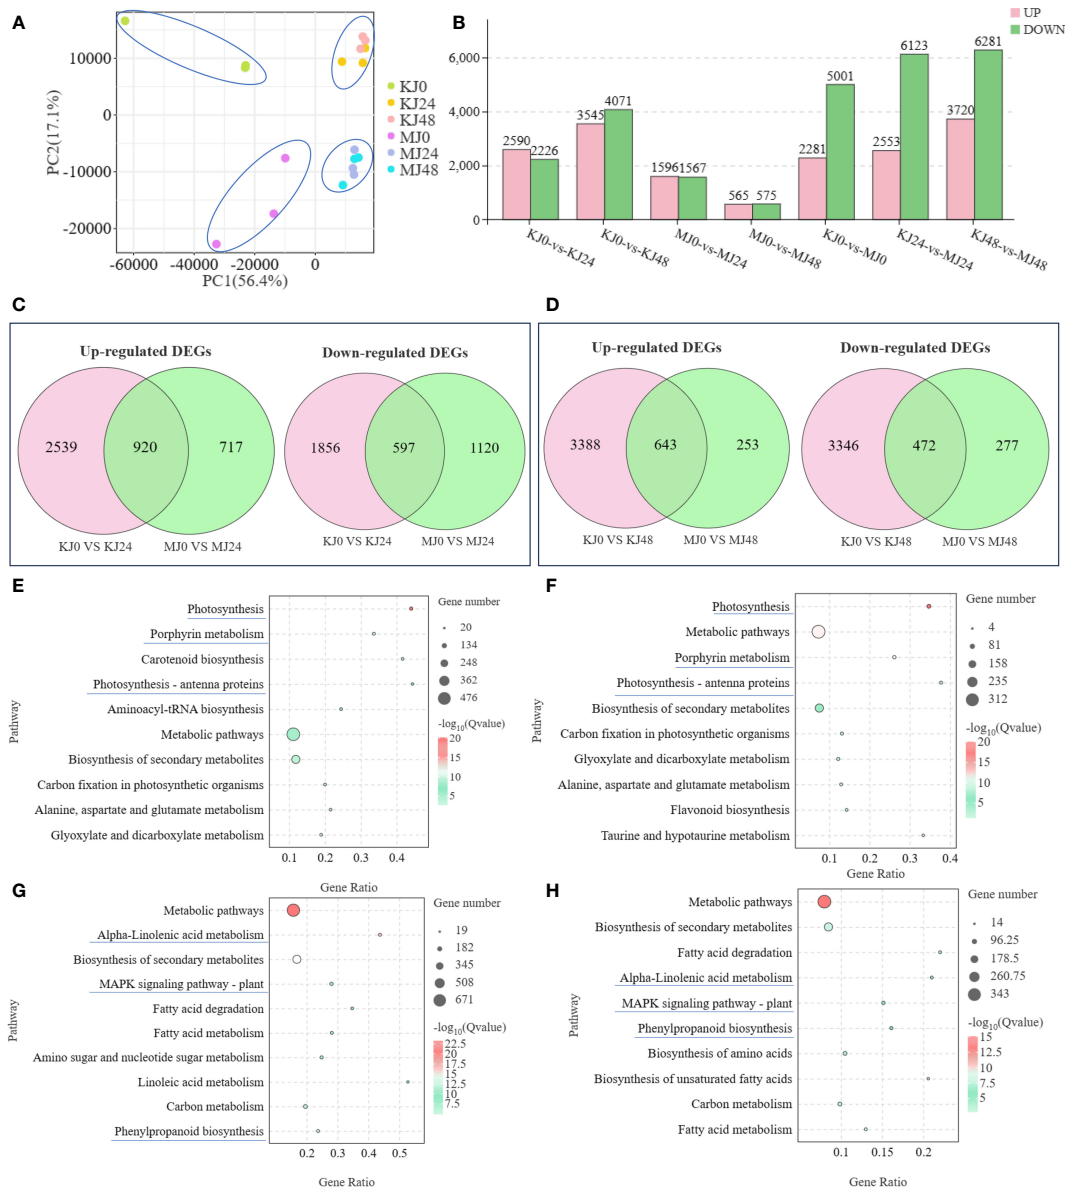 A
10000
0
-10000
-20000
PC2(17.1%)
-60000
-40000
-20000
0
PC1(56.4%)
KJ0
KJ24
KJ48
MJ0
MJ24
MJ48
B
UP
DOWN
6,000
4,000
2,000
0
2590
2226
3545
4071
1596
1567
565
575
2281
5001
2553
6123
3720
6281
KJ0-vs-KJ24
KJ0-vs-KJ48
MJ0-vs-MJ24
MJ0-vs-MJ48
KJ0-vs-MJ0
KJ24-vs-MJ24
KJ48-vs-MJ48
C
Up-regulated DEGs
2539
920
717
KJ0 VS KJ24
MJ0 VS MJ24
Down-regulated DEGs
1856
597
1120
KJ0 VS KJ24
MJ0 VS MJ24
D
Up-regulated DEGs
3388
643
253
KJ0 VS KJ48
MJ0 VS MJ48
Down-regulated DEGs
3346
472
277
KJ0 VS KJ48
MJ0 VS MJ48
E
Pathway
Photosynthesis
Porphyrin metabolism
Carotenoid biosynthesis
Photosynthesis - antenna proteins
Aminoacyl-tRNA biosynthesis
Metabolic pathways
Biosynthesis of secondary metabolites
Carbon fixation in photosynthetic organisms
Alanine, aspartate and glutamate metabolism
Glyoxylate and dicarboxylate metabolism
0.1
0.2
0.3
0.4
Gene Ratio
Gene number
20
134
248
362
476
-log10(Qvalue)
20
15
10
5
F
Pathway
Photosynthesis
Metabolic pathways
Porphyrin metabolism
Photosynthesis - antenna proteins
Biosynthesis of secondary metabolites
Carbon fixation in photosynthetic organisms
Glyoxylate and dicarboxylate metabolism
Alanine, aspartate and glutamate metabolism
Flavonoid biosynthesis
Taurine and hypotaurine metabolism
0.1
0.2
0.3
0.4
Gene Ratio
Gene number
4
81
158
235
312
-log10(Qvalue)
20
15
10
5
G
Pathway
Metabolic pathways
Alpha-Linolenic acid metabolism
Biosynthesis of secondary metabolites
MAPK signaling pathway - plant
Fatty acid degradation
Fatty acid metabolism
Amino sugar and nucleotide sugar metabolism
Linoleic acid metabolism
Carbon metabolism
Phenylpropanoid biosynthesis
0.2
0.3
0.4
0.5
Gene Ratio
Gene number
19
182
345
508
671
-log10(Qvalue)
22.5
20
17.5
15
12.5
10
7.5
H
Pathway
Metabolic pathways
Biosynthesis of secondary metabolites
Fatty acid degradation
Alpha-Linolenic acid metabolism
MAPK signaling pathway - plant
Phenylpropanoid biosynthesis
Biosynthesis of amino acids
Biosynthesis of unsaturated fatty acids
Carbon metabolism
Fatty acid metabolism
0.1
0.15
0.2
Gene Ratio
Gene number
14
96.25
178.5
260.75
343
-log10(Qvalue)
15
12.5
10
7.5
5